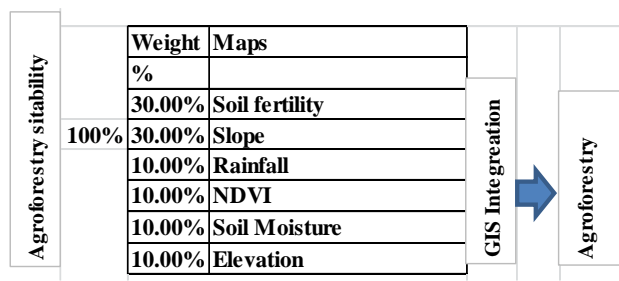 Agroforestry sitability
100%
Weight Maps
%
30.00% Soil fertility
30.00% Slope
10.00% Rainfall
10.00% NDVI
10.00% Soil Moisture
10.00% Elevation
GIS Integreation
Agroforestry